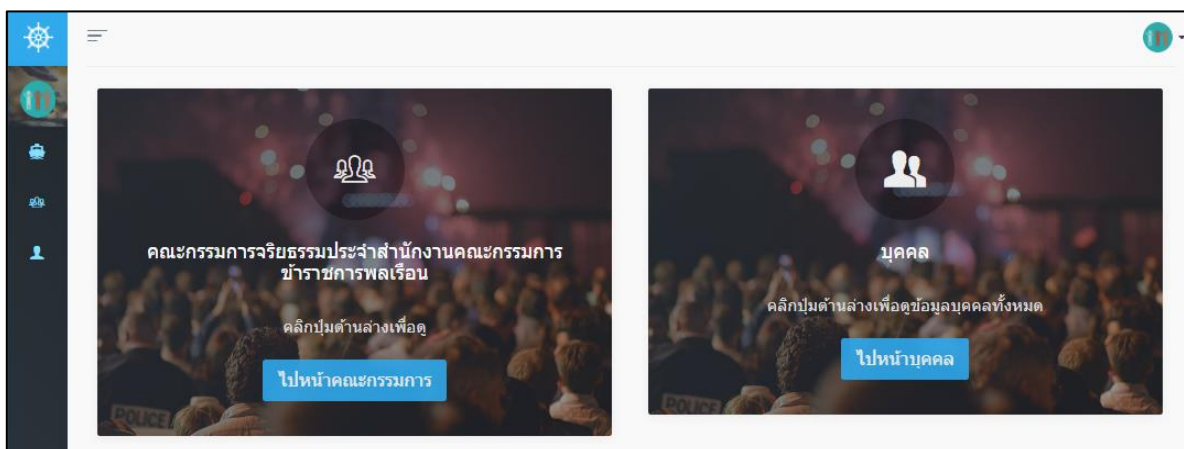 คณะกรรมการจริยธรรมประจำสำนักงานคณะกรรมการ
ข้าราชการพลเรือน
คลิกปุ่มด้านล่างเพื่อดู
ไปหน้าคณะกรรมการ
POLICE
บุคคล
คลิกปุ่มด้านล่างเพื่อดูข้อมูลบุคคลทั้งหมด
ไปหน้าบุคคล
POLICE